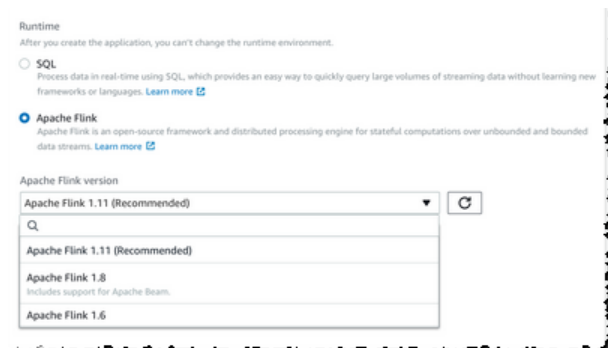 Runtime
After you create the application, you can't change the runtime environment.
SQL
Process data in real-time using SQL, which provides an easy way to quickly query large volumes of streaming data without learning new
frameworks or languages. Learn more
Apache Flink
Apache Flink is an open-source framework and distributed processing engine for stateful computations over unbounded and bounded
data streams. Learn more
Apache Flink version
Apache Flink 1.11 (Recommended)
Apache Flink 1.11 (Recommended)
Apache Flink 1.8
Includes support for Apache Beam.
Apache Flink 1.6